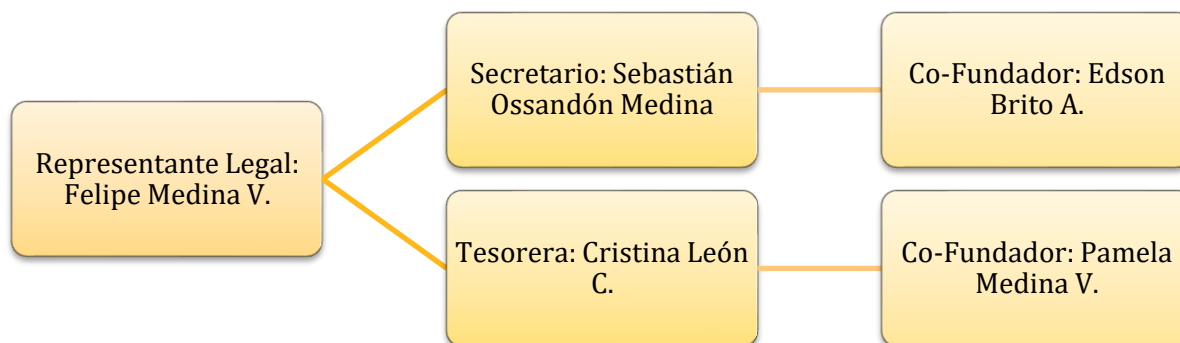 Representante Legal:
Felipe Medina V.
Secretario: Sebastián
Ossandón Medina
Co-Fundador: Edson
Brito A.
Tesorera: Cristina León
C.
Co-Fundador: Pamela
Medina V.